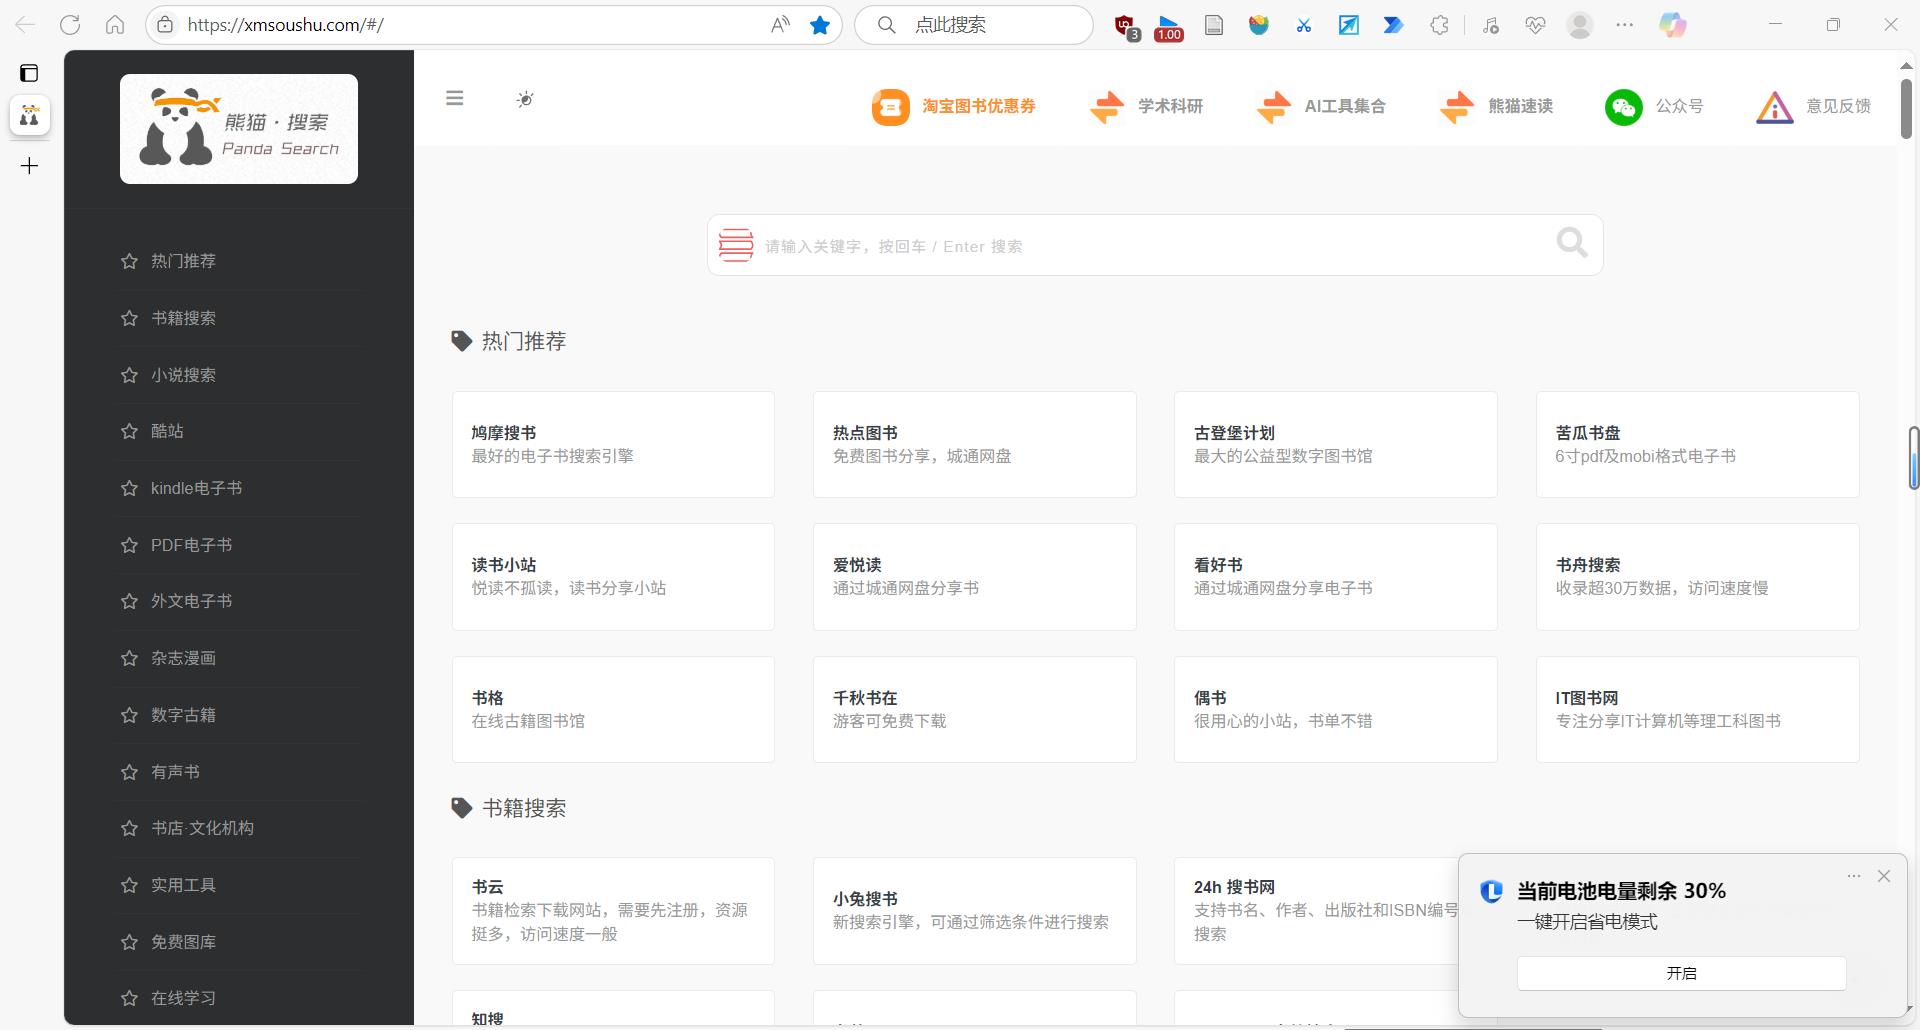 https://xmsoushu.com/#/
点此搜索
3
1.00
熊猫·搜索
Panda Search
淘宝图书优惠券
学术科研
AI工具集合
熊猫速读
公众号
意见反馈
请输入关键字，按回车 / Enter 搜索
热门推荐
书籍搜索
小说搜索
酷站
kindle电子书
PDF电子书
外文电子书
杂志漫画
数字古籍
有声书
书店·文化机构
实用工具
免费图库
在线学习
热门推荐
鸠摩搜书
最好的电子书搜索引擎
热点图书
免费图书分享，城通网盘
古登堡计划
最大的公益型数字图书馆
苦瓜书盘
6寸pdf及mobi格式电子书
读书小站
悦读不孤读，读书分享小站
爱悦读
通过城通网盘分享书
看好书
通过城通网盘分享电子书
书舟搜索
收录超30万数据，访问速度慢
书格
在线古籍图书馆
千秋书在
游客可免费下载
偶书
很用心的小站，书单不错
IT图书网
专注分享IT计算机等理工科图书
书籍搜索
书云
书籍检索下载网站，需要先注册，资源
挺多，访问速度一般
小兔搜书
新搜索引擎，可通过筛选条件进行搜索
24h 搜书网
支持书名、作者、出版社和ISBN编号
搜索
知搜
当前电池电量剩余 30%
一键开启省电模式
开启